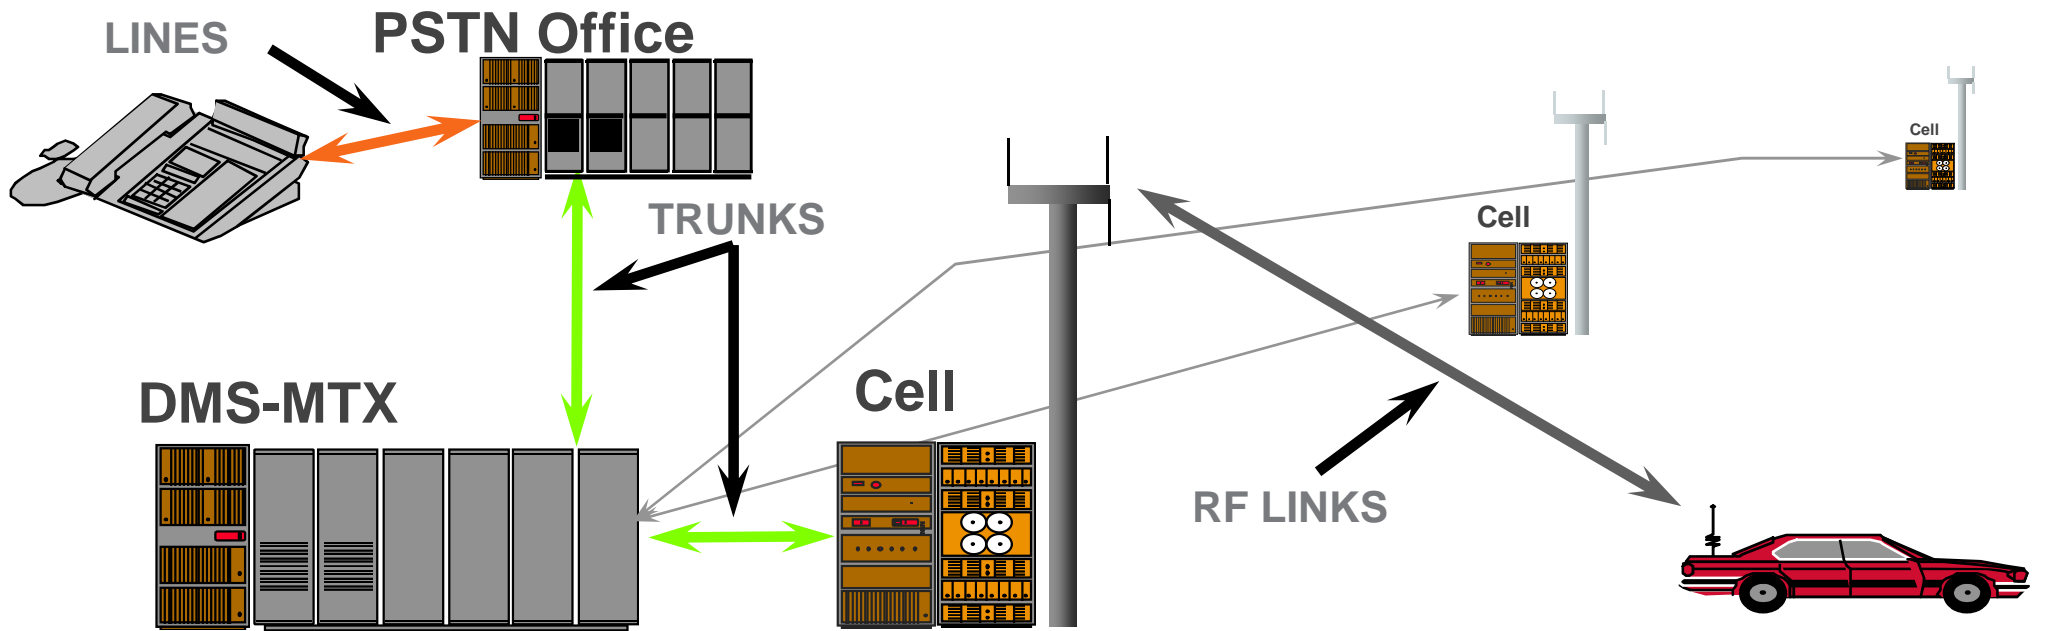 LINES
PSTN Office
TRUNKS
Cell
Cell
DMS-MTX
Cell
RF LINKS